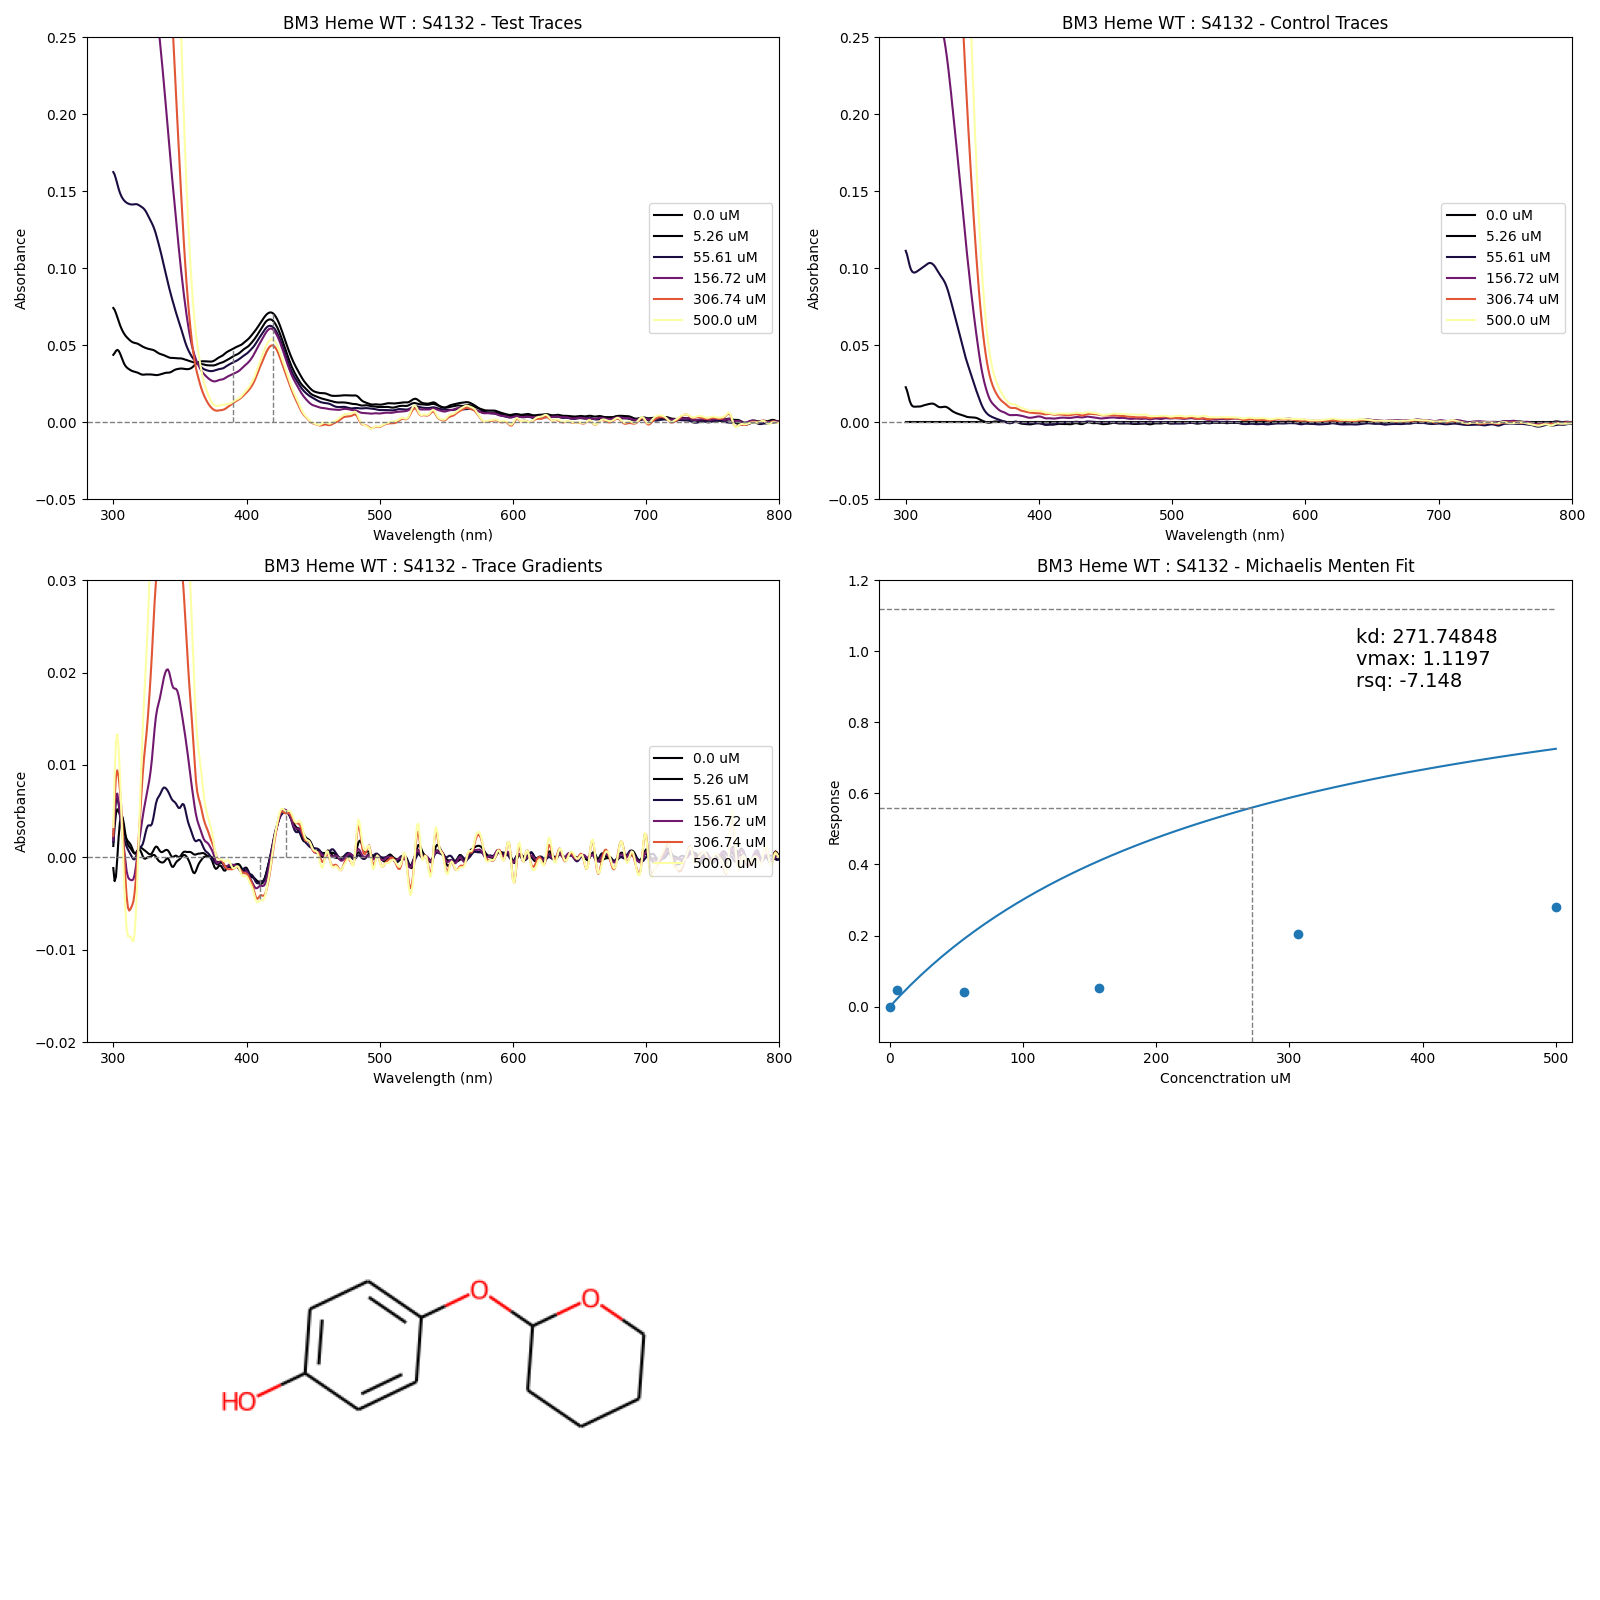 BM3 Heme WT : S4132 - Test Traces
0.25
0.20
0.15
0.10
0.05
0.00
−0.05
Absorbance
300
400
500
600
700
800
Wavelength (nm)
0.0 uM
5.26 uM
55.61 uM
156.72 uM
306.74 uM
500.0 uM
BM3 Heme WT : S4132 - Control Traces
0.25
0.20
0.15
0.10
0.05
0.00
−0.05
Absorbance
300
400
500
600
700
800
Wavelength (nm)
0.0 uM
5.26 uM
55.61 uM
156.72 uM
306.74 uM
500.0 uM
BM3 Heme WT : S4132 - Trace Gradients
0.03
0.02
0.01
0.00
−0.01
−0.02
Absorbance
300
400
500
600
700
800
Wavelength (nm)
0.0 uM
5.26 uM
55.61 uM
156.72 uM
306.74 uM
500.0 uM
BM3 Heme WT : S4132 - Michaelis Menten Fit
1.2
1.0
0.8
0.6
0.4
0.2
0.0
Response
0
100
200
300
400
500
Concenctration uM
kd: 271.74848
vmax: 1.1197
rsq: -7.148
O
O
HO